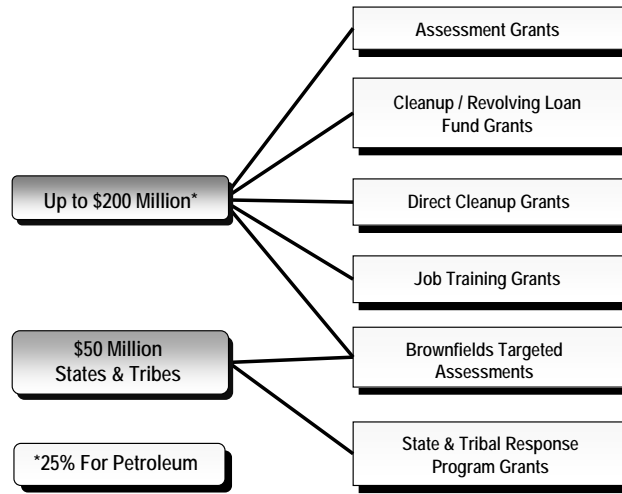 Assessment Grants
Cleanup / Revolving Loan
Fund Grants
Up to $200 Million*
Direct Cleanup Grants
Job Training Grants
$50 Million
States & Tribes
Brownfields Targeted
Assessments
*25% For Petroleum
State & Tribal Response
Program Grants